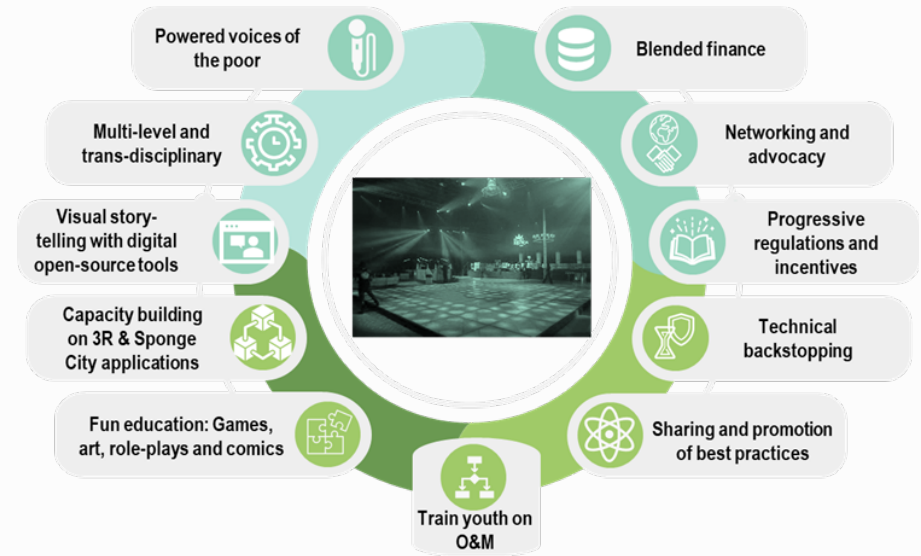 Powered voices of
the poor
Multi-level and
trans-disciplinary
Visual story-
telling with digital
open-source tools
Capacity building
on 3R & Sponge
City applications
Fun education: Games,
art, role-plays and comics
Train youth on
O&M
Blended finance
Networking and
advocacy
Progressive
regulations and
incentives
Technical
backstopping
Sharing and promotion
of best practices